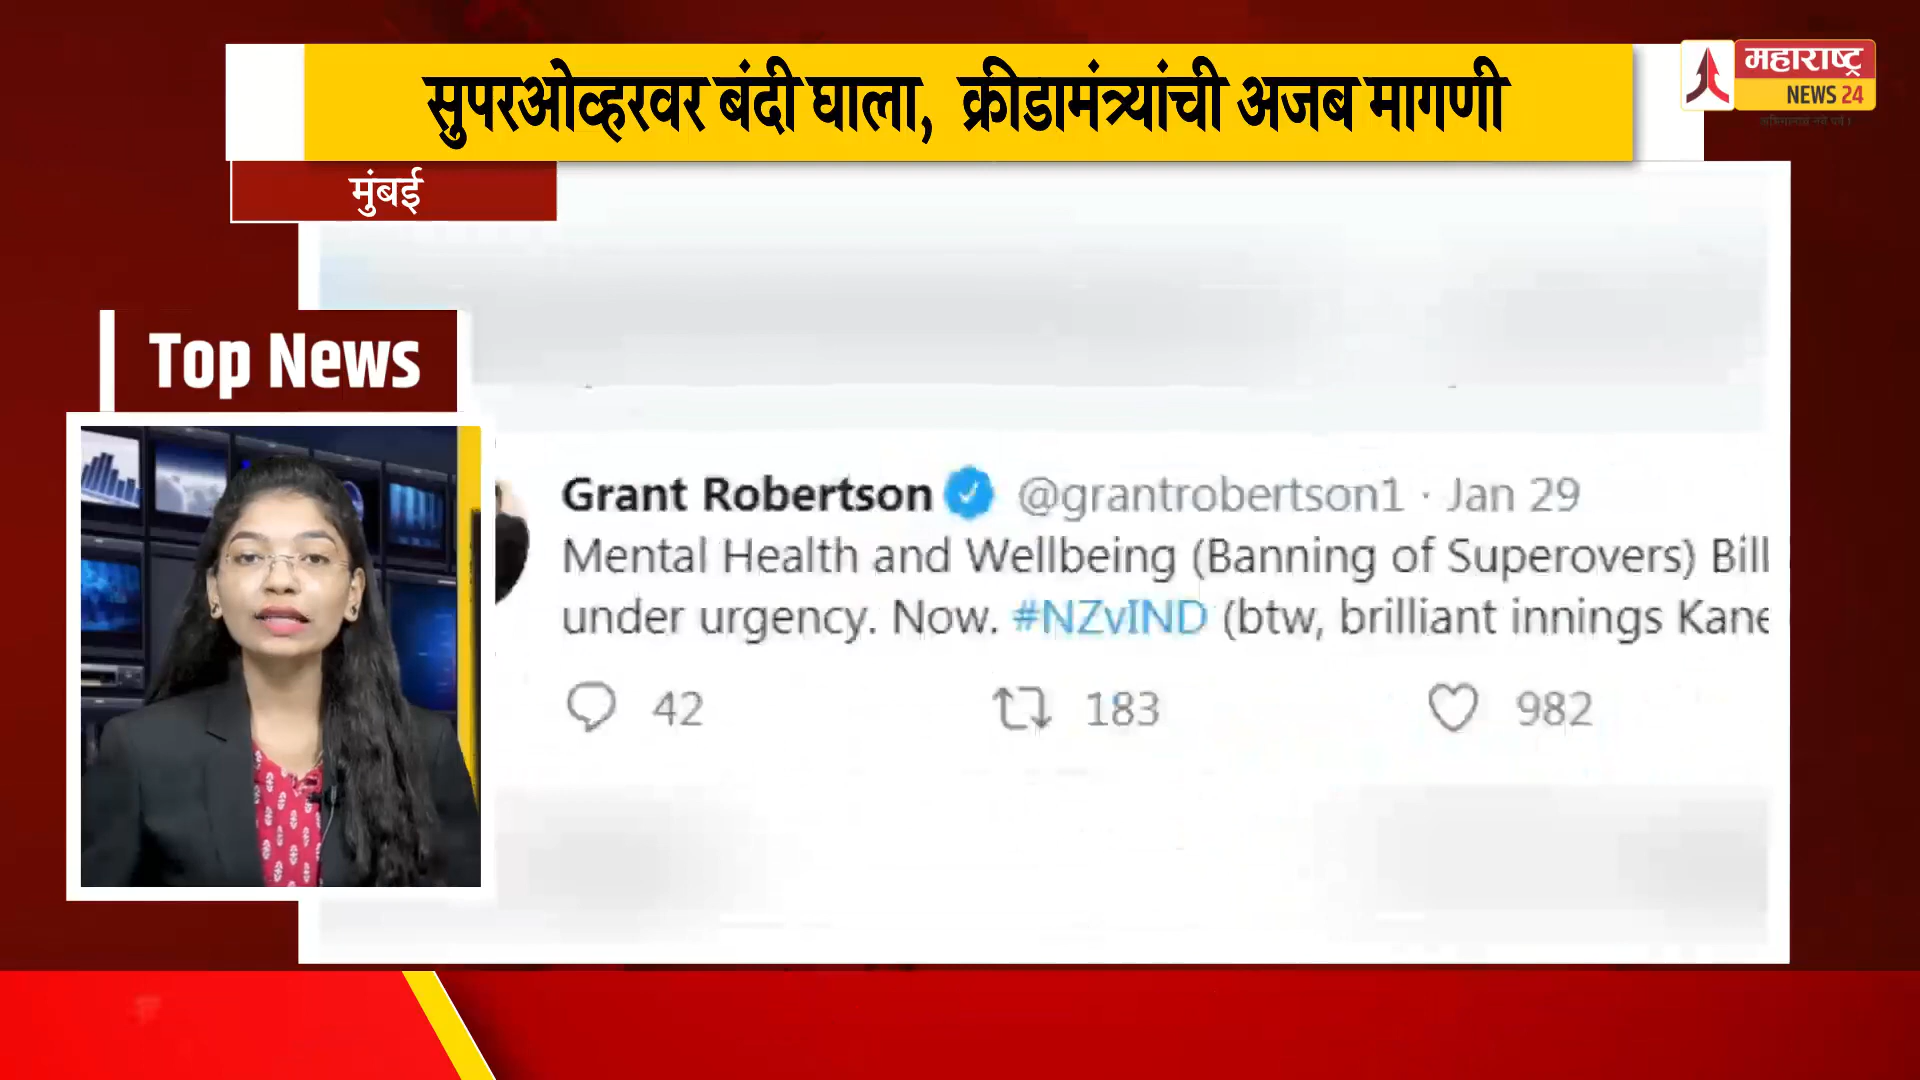 सुपरओव्हरवर बंदी घाला, क्रीडामंत्र्यांची अजब मागणी
महाराष्ट्र
NEWS 24
मुंबई
Top News
Grant Robertson @grantrobertson1 · Jan 29
Mental Health and Wellbeing (Banning of Superovers) Bill
under urgency. Now. #NZvIND (btw, brilliant innings Kane
42 183 982